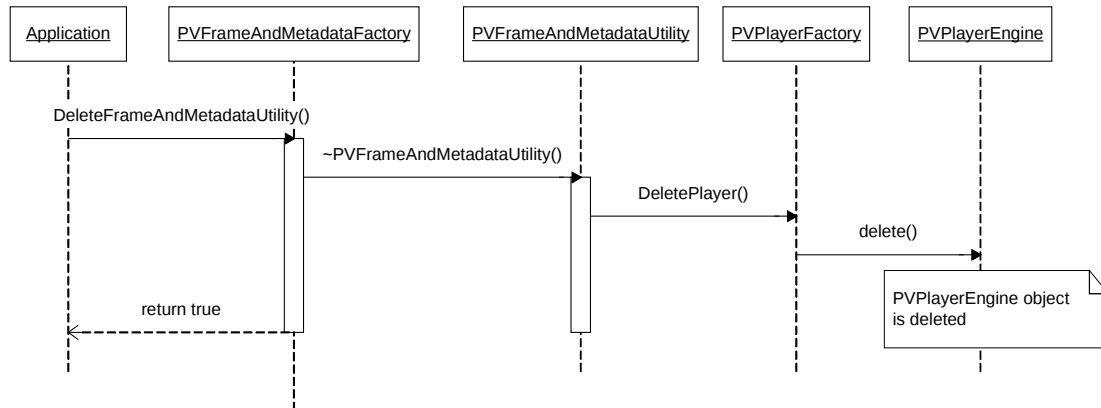 Application
PVFrameAndMetadataFactory
PVFrameAndMetadataUtility
PVPlayerFactory
PVPlayerEngine
DeleteFrameAndMetadataUtility()
~PVFrameAndMetadataUtility()
DeletePlayer()
delete()
PVPlayerEngine object
is deleted
return true